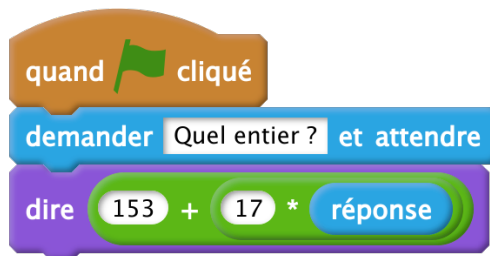 quand cliqué
demander Quel entier ? et attendre
dire 153 + 17 * réponse